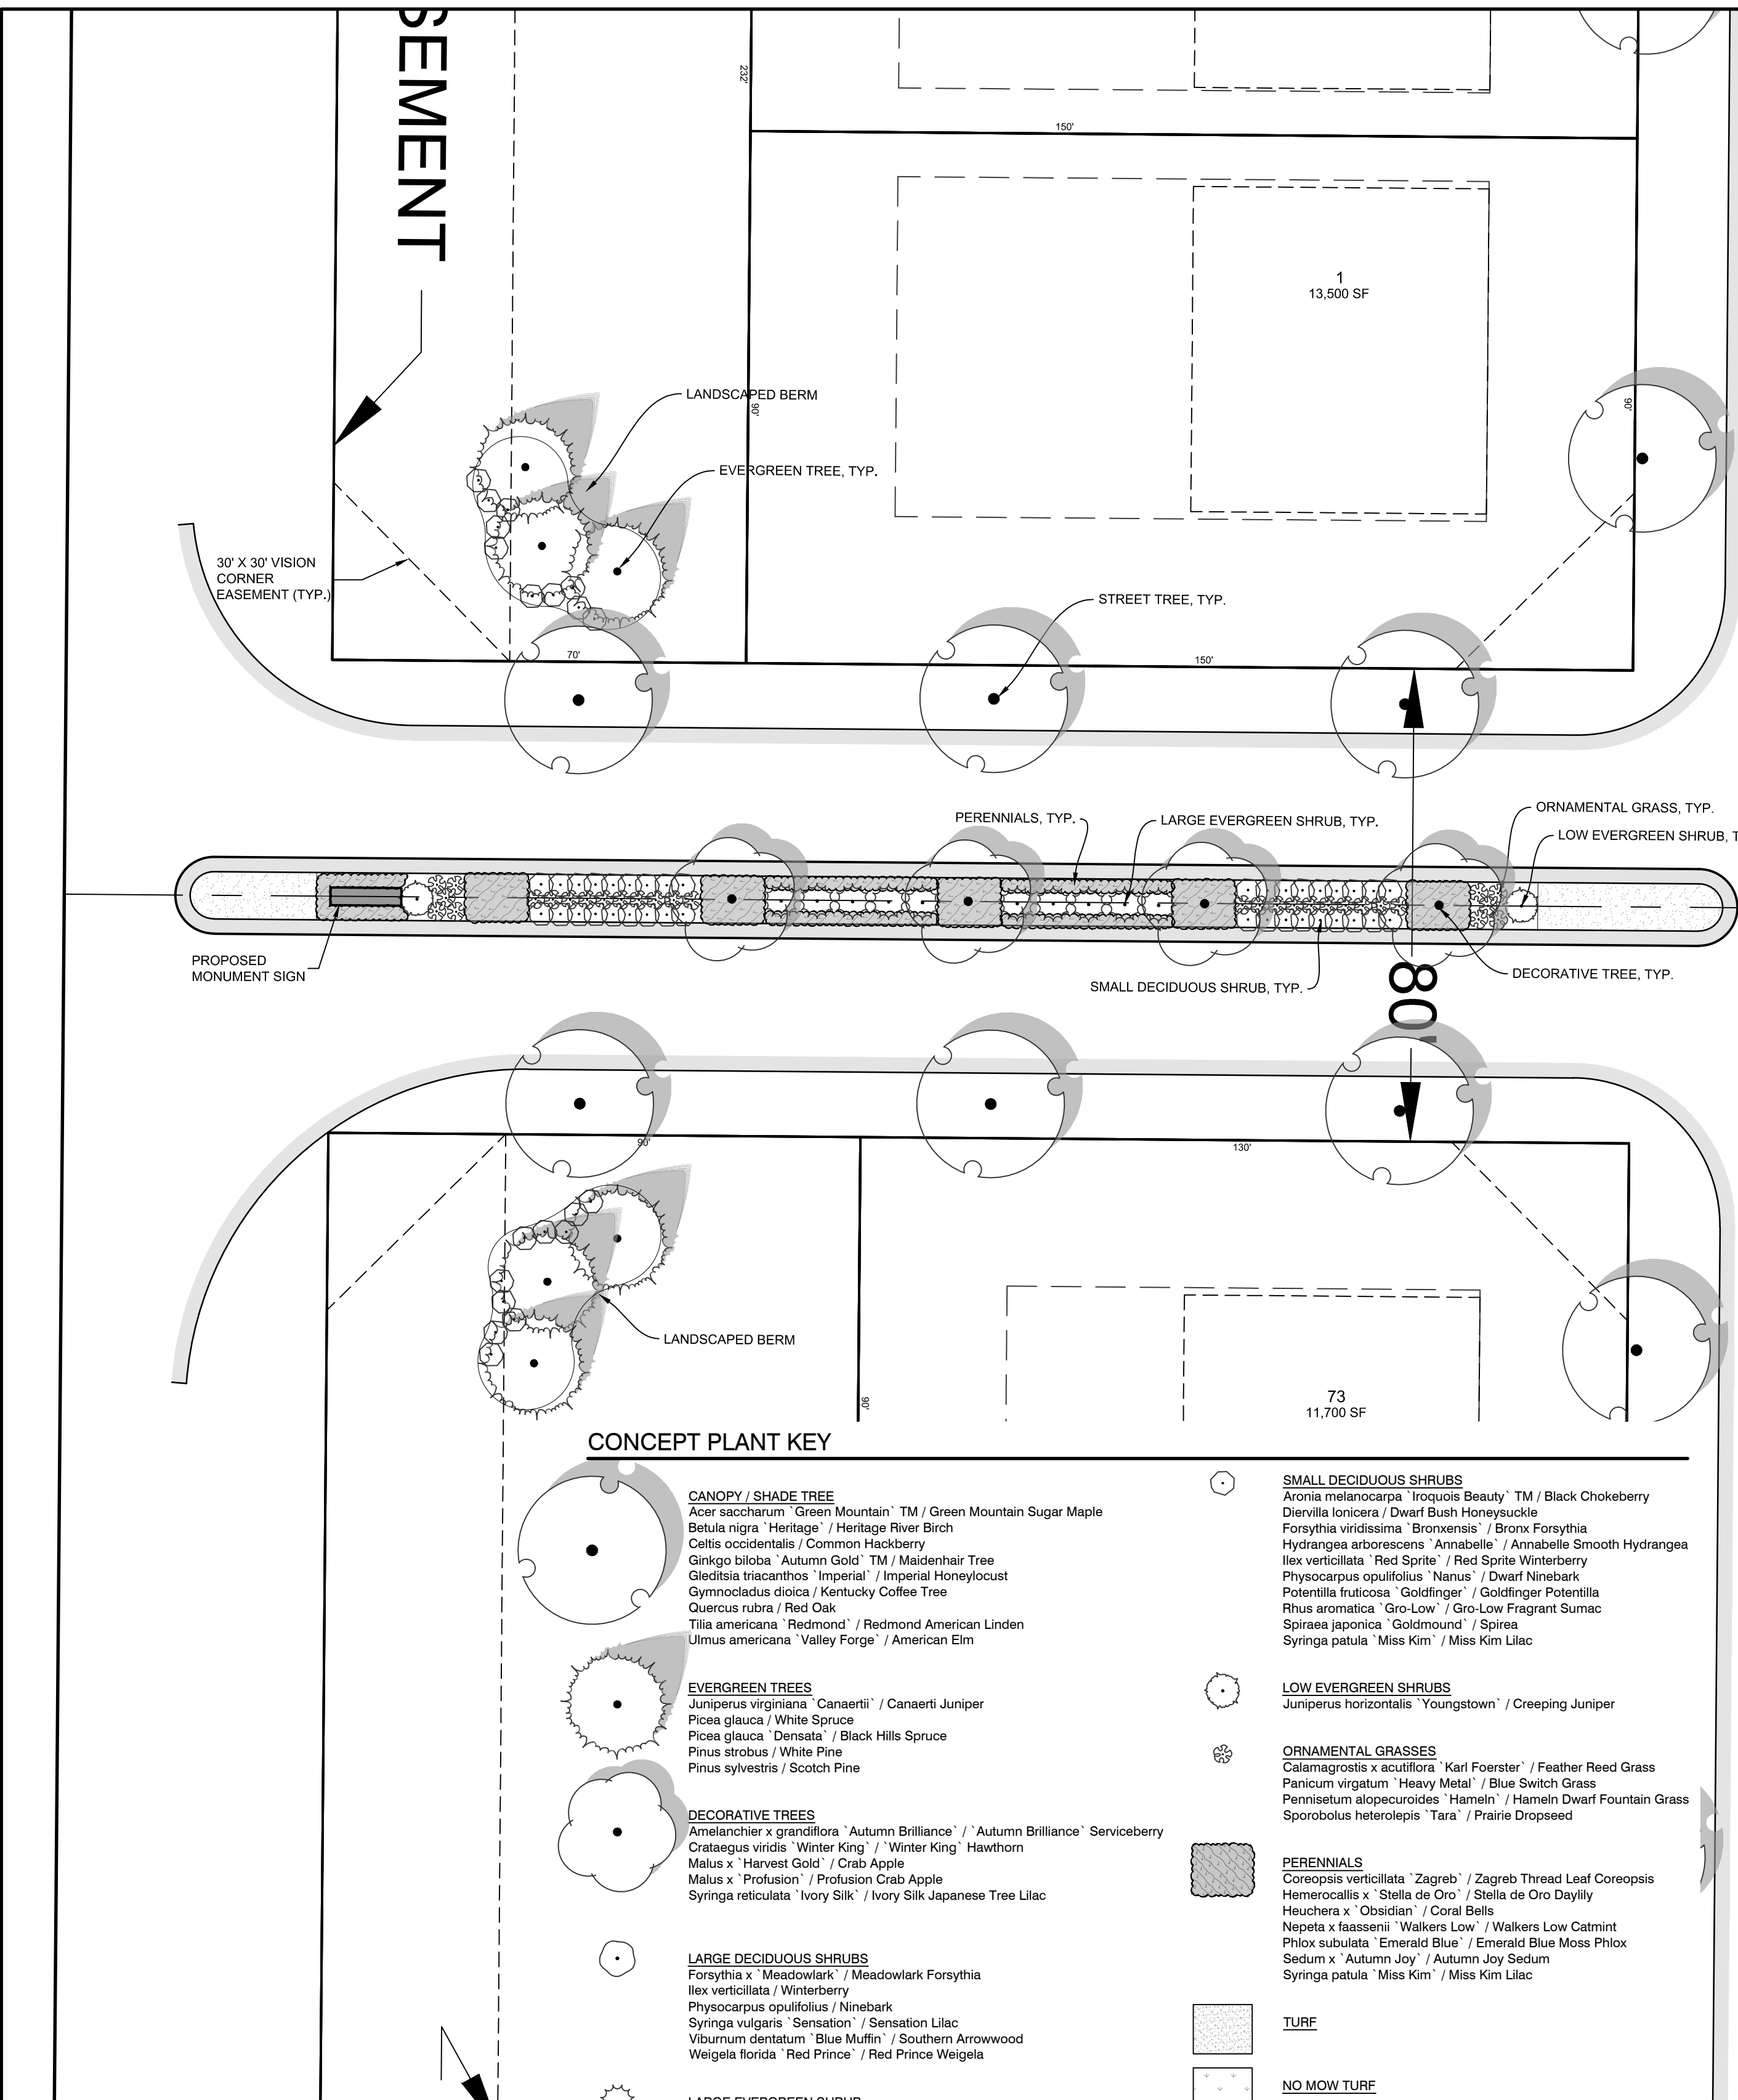 SEMENT
232'
150'
1
13,500 SF
LANDSCAPED BERM
90'
90'
EVERGREEN TREE, TYP.
30' X 30' VISION
CORNER
EASEMENT (TYP.)
STREET TREE, TYP.
70'
150'
ORNAMENTAL GRASS, TYP.
PERENNIALS, TYP.
LARGE EVERGREEN SHRUB, TYP.
LOW EVERGREEN SHRUB, T
PROPOSED
MONUMENT SIGN
SMALL DECIDUOUS SHRUB, TYP.
DECORATIVE TREE, TYP.
80'
90'
130'
LANDSCAPED BERM
90'
73
11,700 SF
CONCEPT PLANT KEY
CANOPY / SHADE TREE
Acer saccharum `Green Mountain` TM / Green Mountain Sugar Maple
Betula nigra `Heritage` / Heritage River Birch
Celtis occidentalis / Common Hackberry
Ginkgo biloba `Autumn Gold` TM / Maidenhair Tree
Gleditsia triacanthos `Imperial` / Imperial Honeylocust
Gymnocladus dioica / Kentucky Coffee Tree
Quercus rubra / Red Oak
Tilia americana `Redmond` / Redmond American Linden
Ulmus americana `Valley Forge` / American Elm
EVERGREEN TREES
Juniperus virginiana `Canaertii` / Canaerti Juniper
Picea glauca / White Spruce
Picea glauca `Densata` / Black Hills Spruce
Pinus strobus / White Pine
Pinus sylvestris / Scotch Pine
DECORATIVE TREES
Amelanchier x grandiflora `Autumn Brilliance` / `Autumn Brilliance` Serviceberry
Crataegus viridis `Winter King` / `Winter King` Hawthorn
Malus x `Harvest Gold` / Crab Apple
Malus x `Profusion` / Profusion Crab Apple
Syringa reticulata `Ivory Silk` / Ivory Silk Japanese Tree Lilac
LARGE DECIDUOUS SHRUBS
Forsythia x `Meadowlark` / Meadowlark Forsythia
Ilex verticillata / Winterberry
Physocarpus opulifolius / Ninebark
Syringa vulgaris `Sensation` / Sensation Lilac
Viburnum dentatum `Blue Muffin` / Southern Arrowwood
Weigela florida `Red Prince` / Red Prince Weigela
LARGE EVERGREEN SHRUB
SMALL DECIDUOUS SHRUBS
Aronia melanocarpa `Iroquois Beauty` TM / Black Chokeberry
Diervilla lonicera / Dwarf Bush Honeysuckle
Forsythia viridissima `Bronxensis` / Bronx Forsythia
Hydrangea arborescens `Annabelle` / Annabelle Smooth Hydrangea
Ilex verticillata `Red Sprite` / Red Sprite Winterberry
Physocarpus opulifolius `Nanus` / Dwarf Ninebark
Potentilla fruticosa `Goldfinger` / Goldfinger Potentilla
Rhus aromatica `Gro-Low` / Gro-Low Fragrant Sumac
Spiraea japonica `Goldmound` / Spirea
Syringa patula `Miss Kim` / Miss Kim Lilac
LOW EVERGREEN SHRUBS
Juniperus horizontalis `Youngstown` / Creeping Juniper
ORNAMENTAL GRASSES
Calamagrostis x acutiflora `Karl Foerster` / Feather Reed Grass
Panicum virgatum `Heavy Metal` / Blue Switch Grass
Pennisetum alopecuroides `Hameln` / Hameln Dwarf Fountain Grass
Sporobolus heterolepis `Tara` / Prairie Dropseed
PERENNIALS
Coreopsis verticillata `Zagreb` / Zagreb Thread Leaf Coreopsis
Hemerocallis x `Stella de Oro` / Stella de Oro Daylily
Heuchera x `Obsidian` / Coral Bells
Nepeta x faassenii `Walkers Low` / Walkers Low Catmint
Phlox subulata `Emerald Blue` / Emerald Blue Moss Phlox
Sedum x `Autumn Joy` / Autumn Joy Sedum
Syringa patula `Miss Kim` / Miss Kim Lilac
TURF
NO MOW TURF